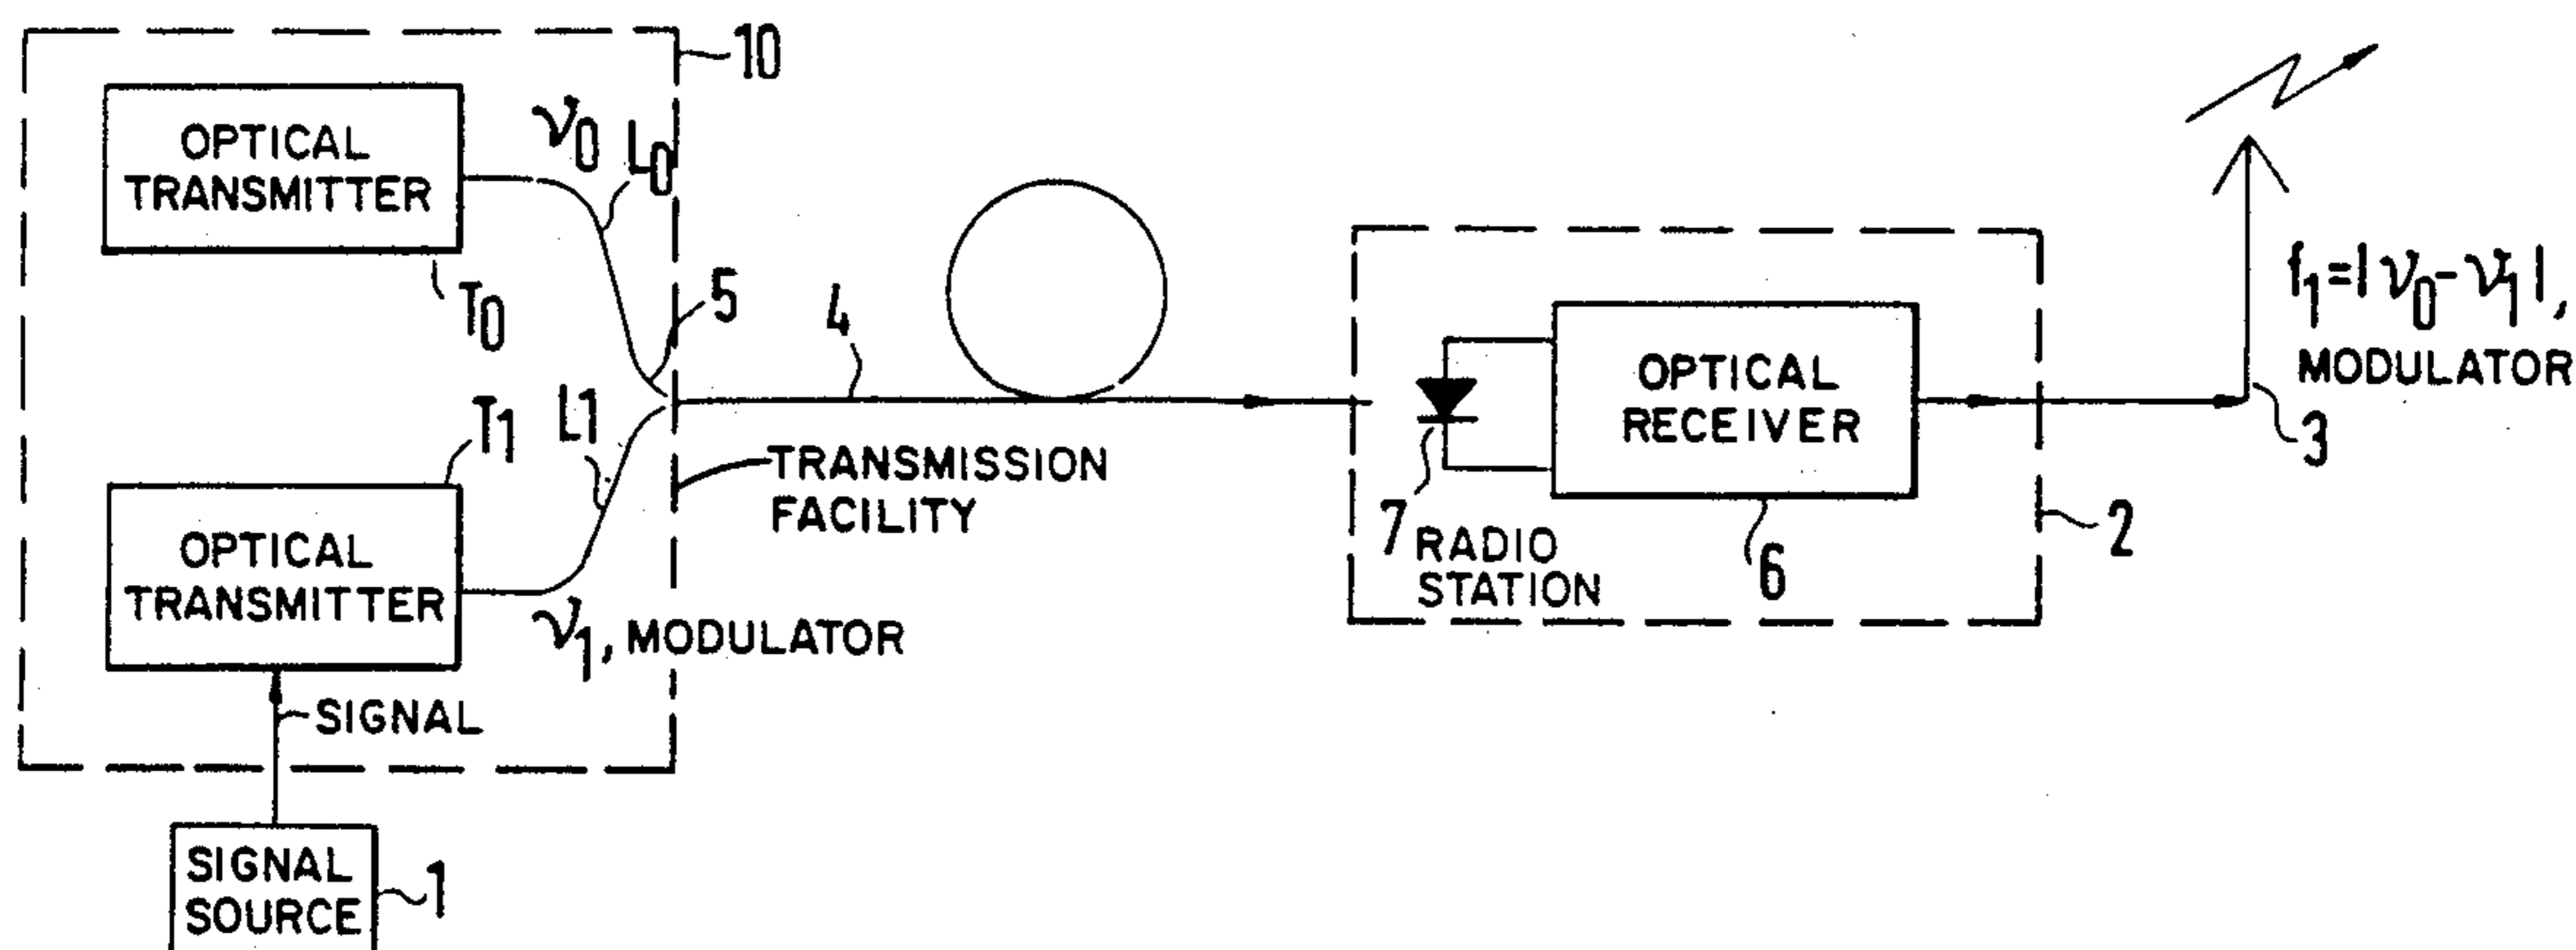 10
OPTICAL
TRANSMITTER
ν0
L0
T0
5
4
T1
L1
TRANSMISSION
FACILITY
OPTICAL
TRANSMITTER
ν1, MODULATOR
SIGNAL
SIGNAL
SOURCE
1
OPTICAL
RECEIVER
7
RADIO
STATION
6
2
f1=|ν0-ν1|,
MODULATOR
3